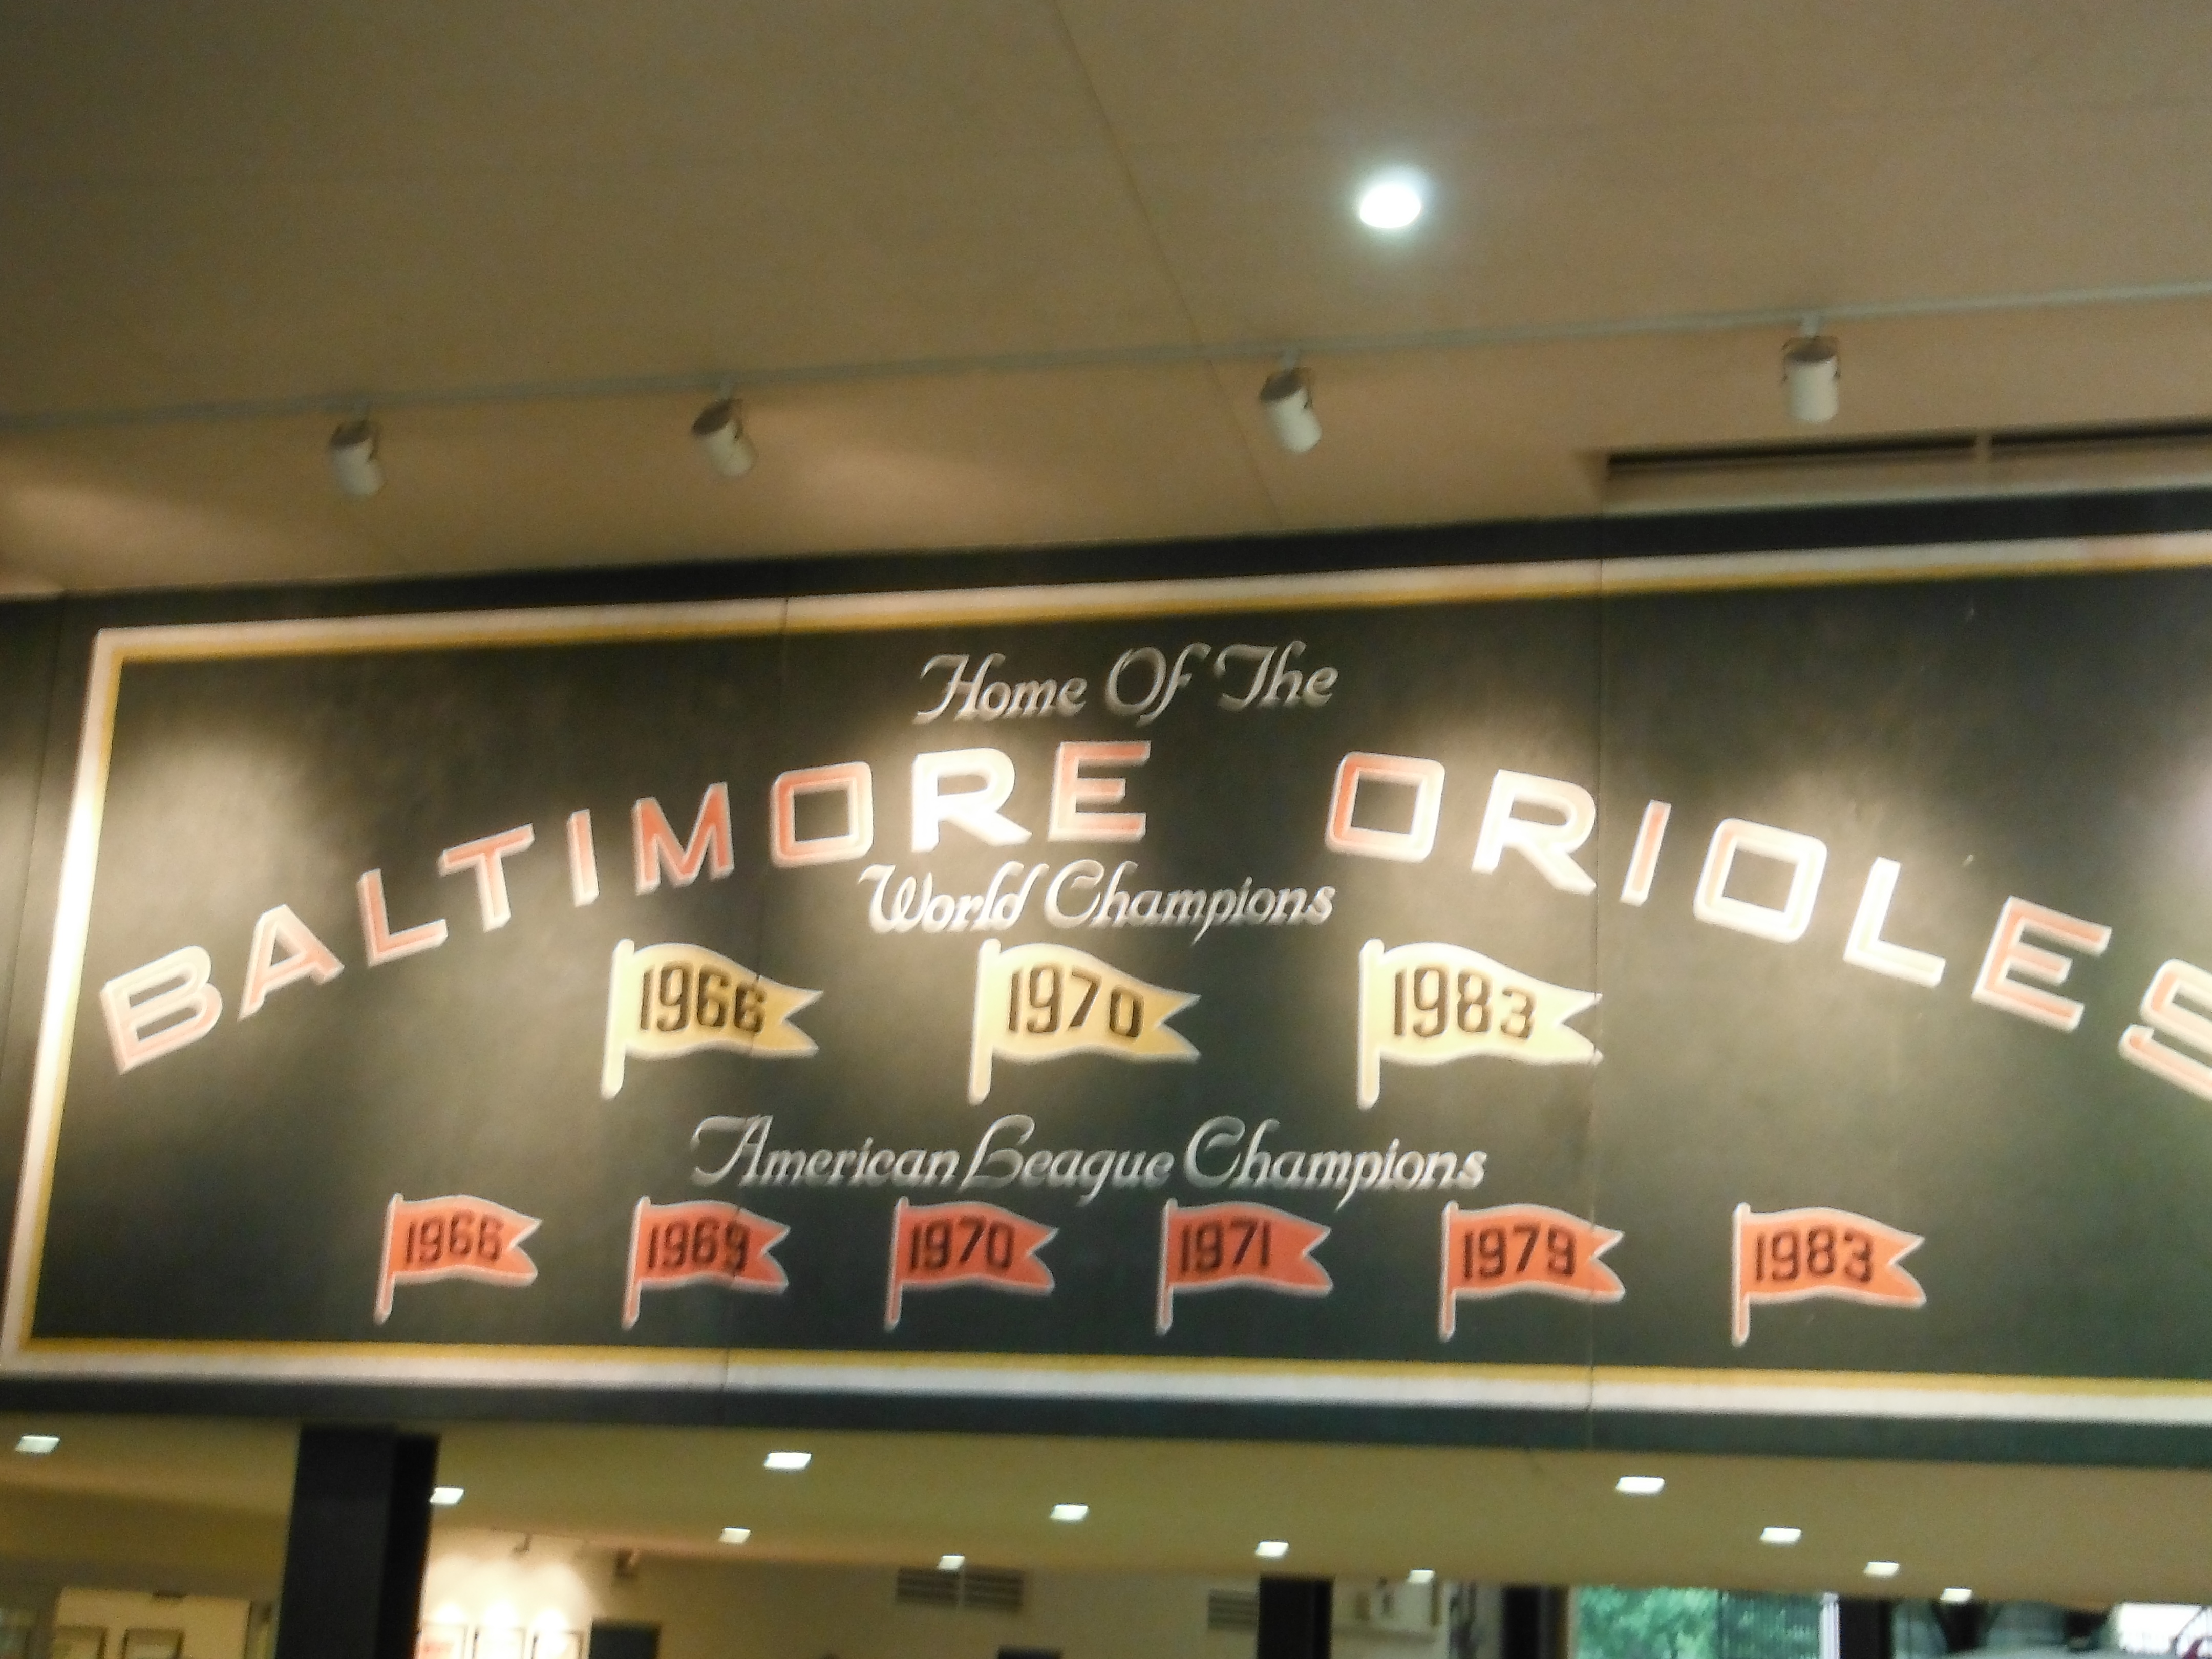 Home Of The
BALTIMORE ORIOLES
World Champions
1966 1970 1983
American League Champions
1966 1969 1970 1971 1979 1983